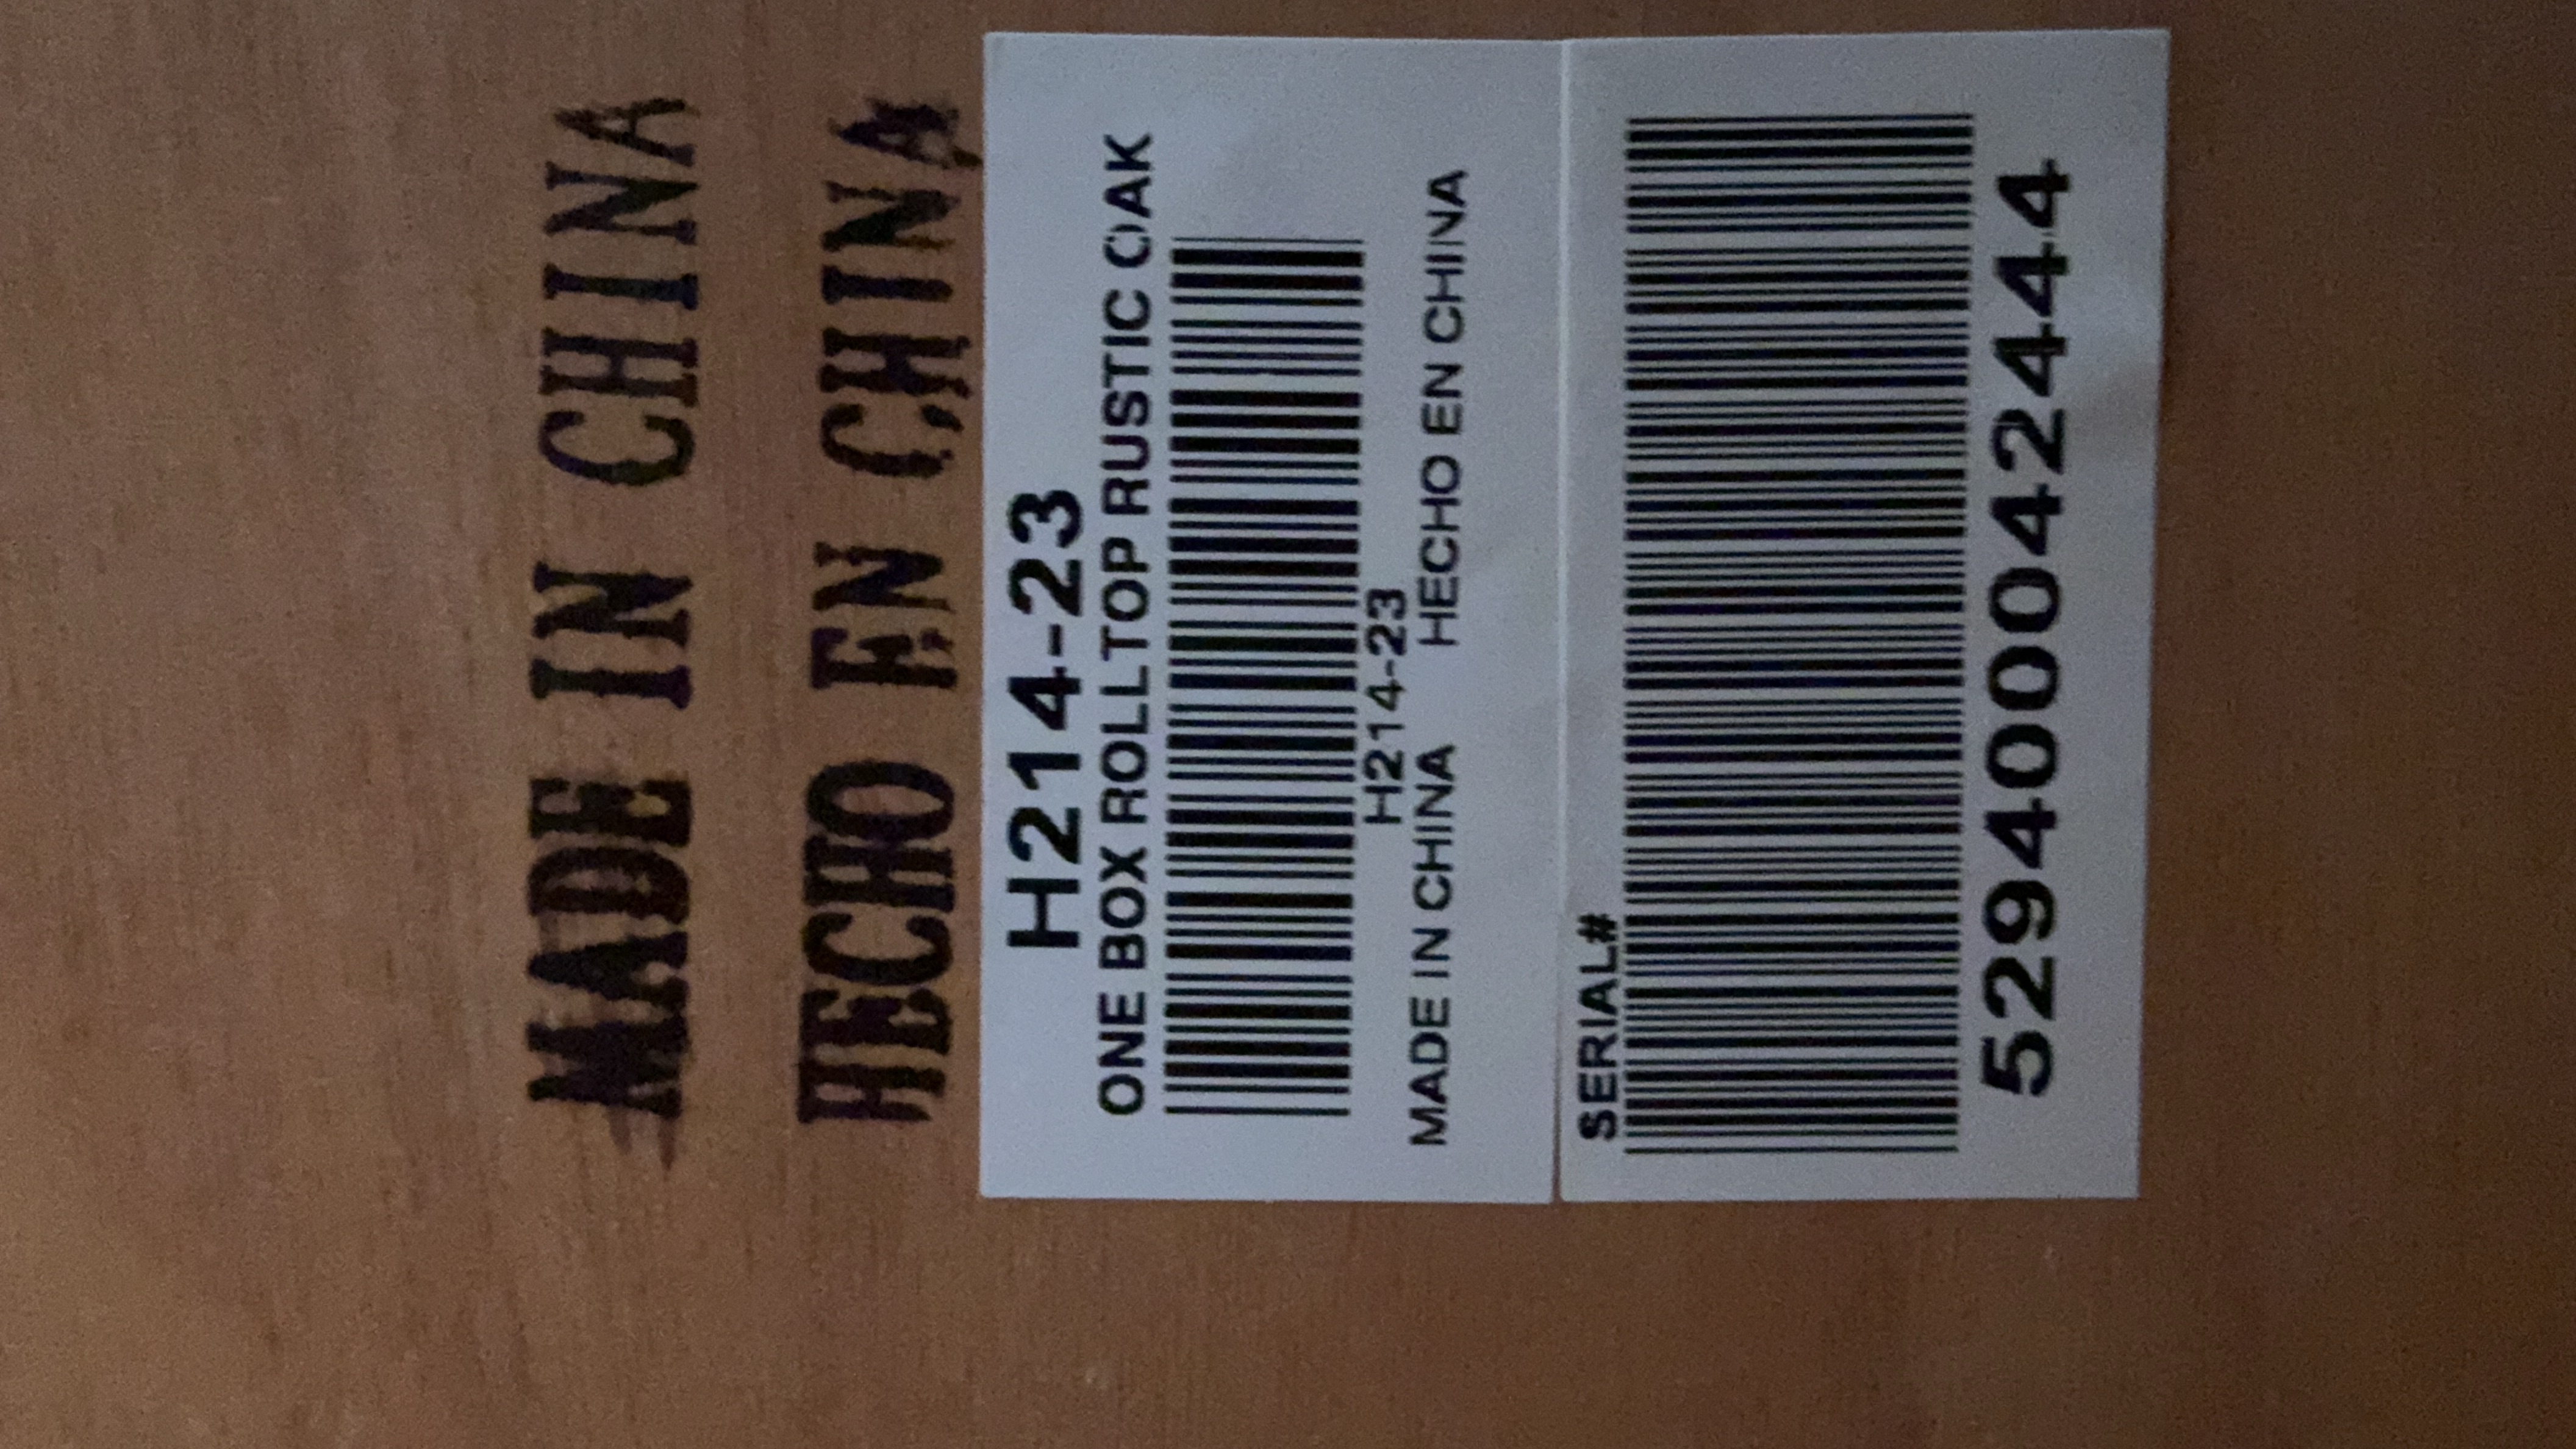 MADE IN CHINA
HECHO EN CHINA
H214-23
ONE BOX ROLLTOP RUSTIC OAK
H214-23
MADE IN CHINA HECHO EN CHINA
SERIAL#
529400042444